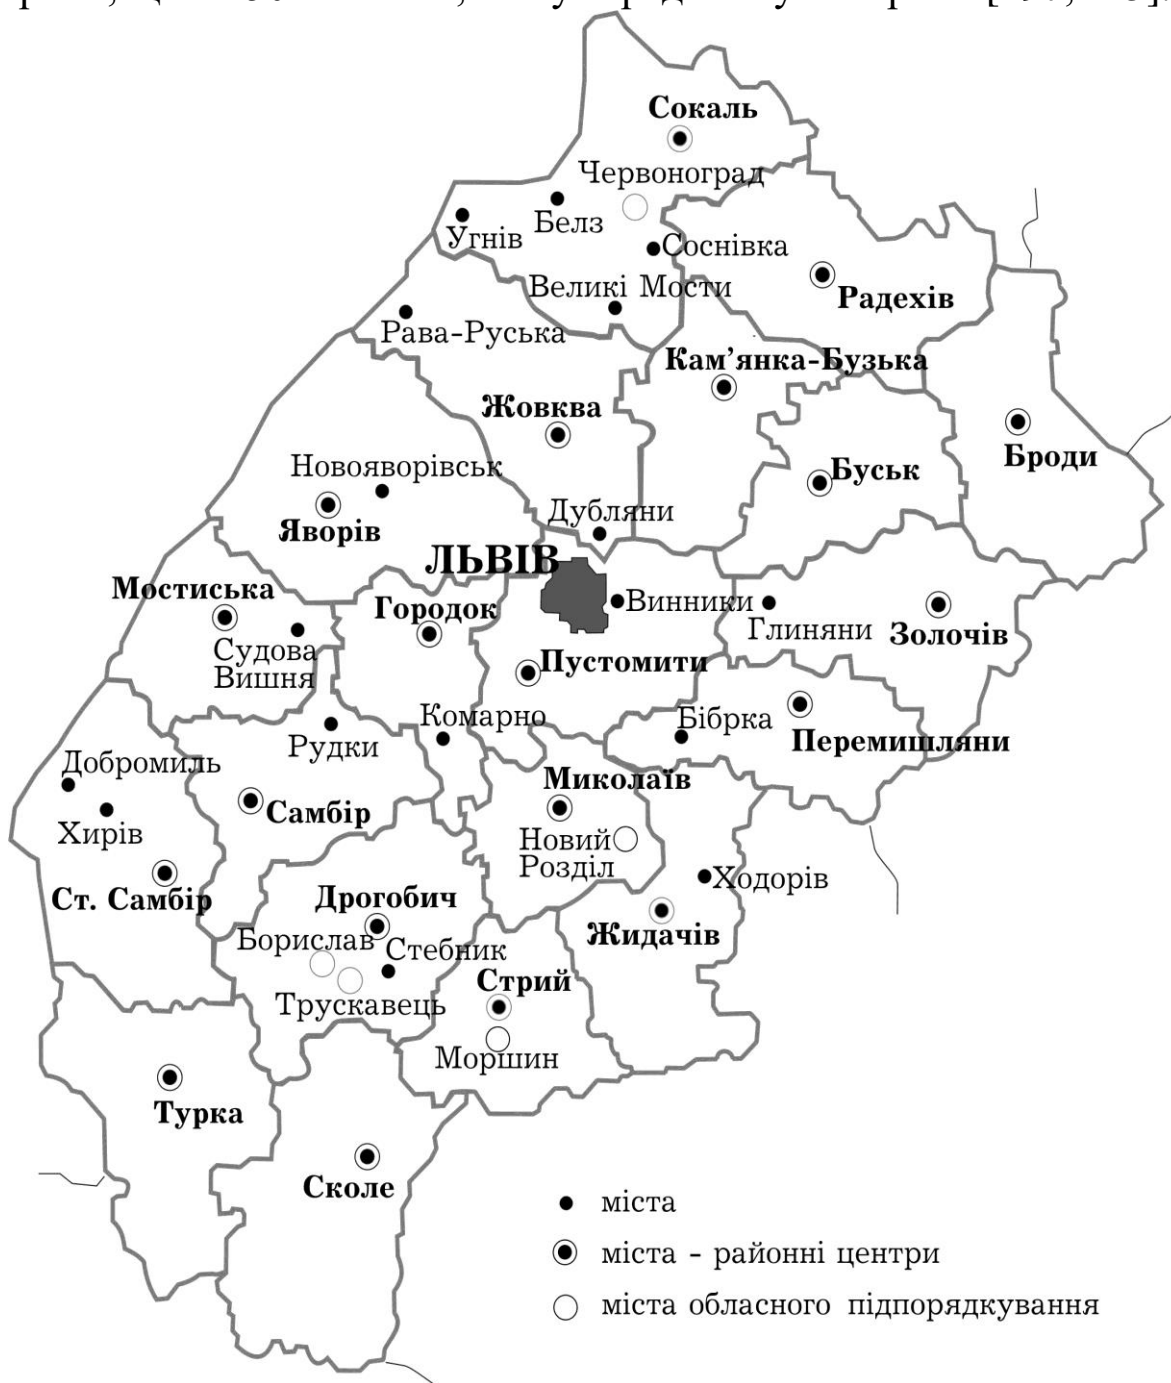 Сокаль
Червоноград
Белз
Угнів
Соснівка
Великі Мости
Радехів
Рава-Руська
Кам’янка-Бузька
Жовква
Броди
Буськ
Новояворівськ
Яворів
Дубляни
ЛЬВІВ
Мостиська
Городок
Винники
Глиняни
Золочів
Судова
Вишня
Пустомити
Комарно
Бібрка
Рудки
Перемишляни
Добромиль
Миколаїв
Самбір
Хирів
Новий
Розділ
Ходорів
Ст. Самбір
Дрогобич
Жидачів
Борислав
Стебник
Стрий
Трускавець
Моршин
Турка
Сколе
міста
міста - районні центри
міста обласного підпорядкування